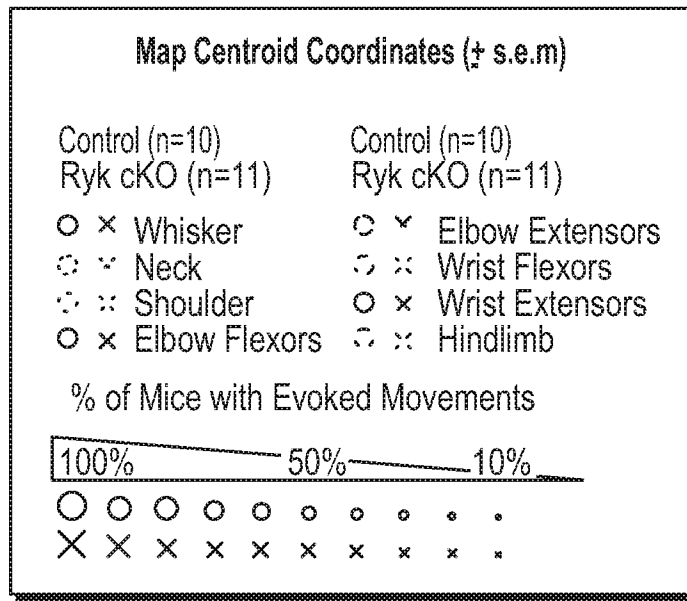 Map Centroid Coordinates (± s.e.m)
Control (n=10)
Ryk cKO (n=11)
Whisker
Neck
Shoulder
Elbow Flexors
Control (n=10)
Ryk cKO (n=11)
Elbow Extensors
Wrist Flexors
Wrist Extensors
Hindlimb
% of Mice with Evoked Movements
100% 50% 10%